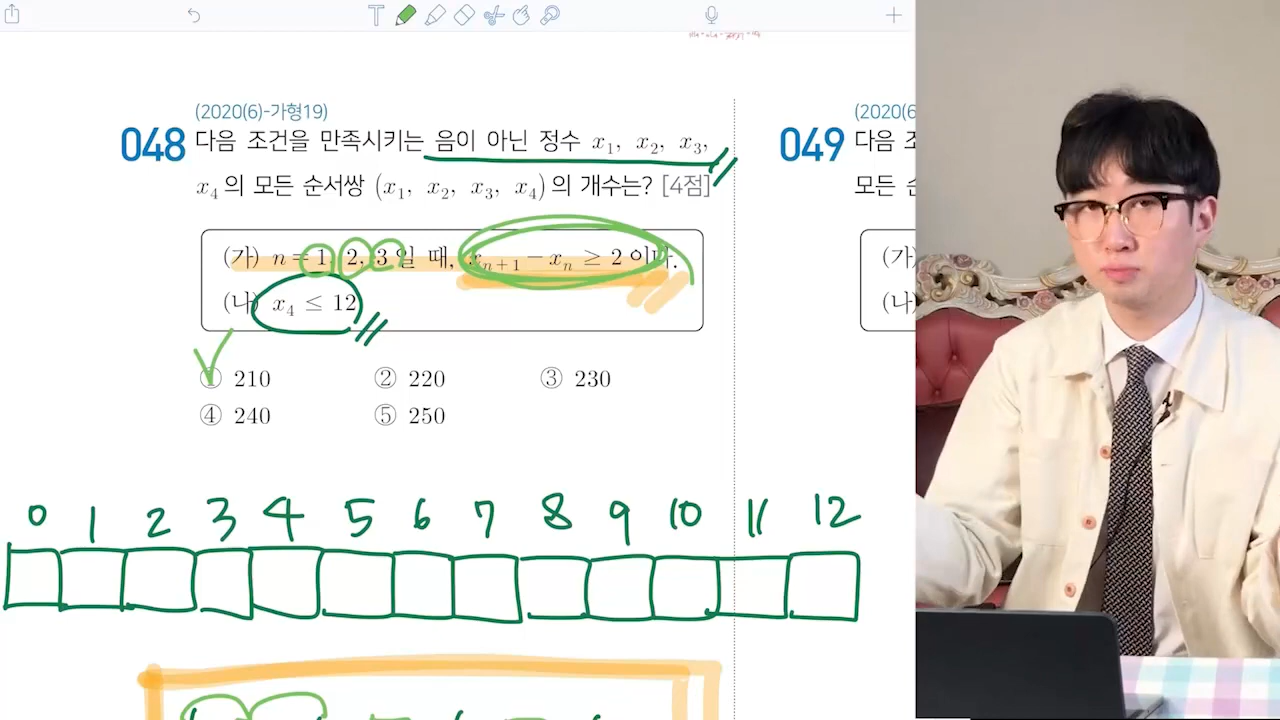 (2020(6)-가형19)
048 다음 조건을 만족시키는 음이 아닌 정수 x₁, x₂, x₃,
x₄의 모든 순서쌍 (x₁, x₂, x₃, x₄)의 개수는? [4점]
(가) n=1, 2, 3일 때, xₙ₊₁−xₙ ≥ 2이다.
(나) x₄ ≤ 12
① 210 ② 220 ③ 230
④ 240 ⑤ 250
0 1 2 3 4 5 6 7 8 9 10 11 12
(2020(6
049 다음 조
모든
(가)
(나)